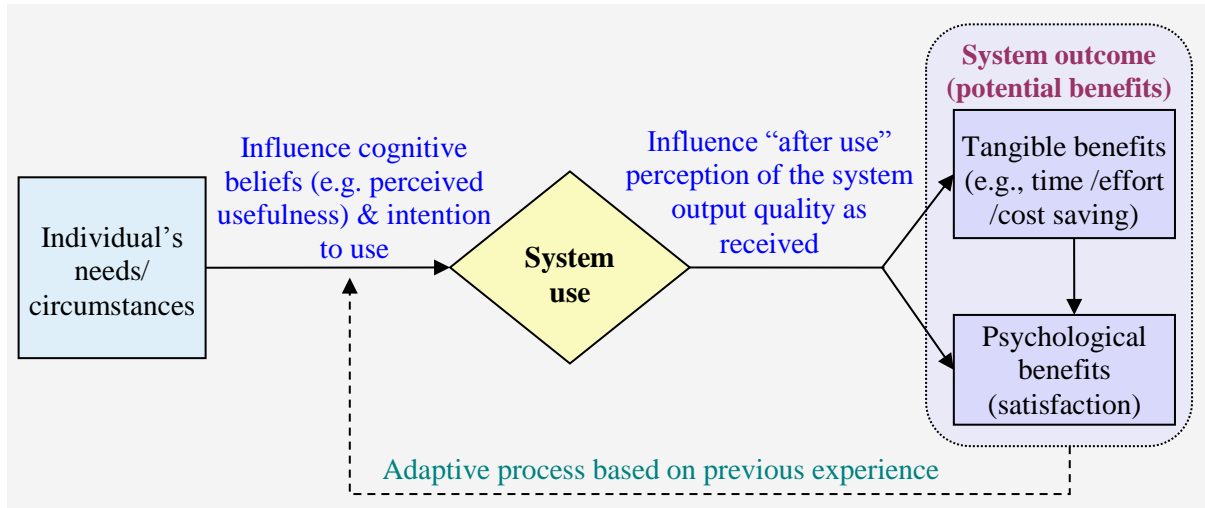 Individual’s
needs/
circumstances
Influence cognitive
beliefs (e.g. perceived
usefulness) & intention
to use
System
use
Influence “after use”
perception of the system
output quality as
received
System outcome
(potential benefits)
Tangible benefits
(e.g., time /effort
/cost saving)
Psychological
benefits
(satisfaction)
Adaptive process based on previous experience